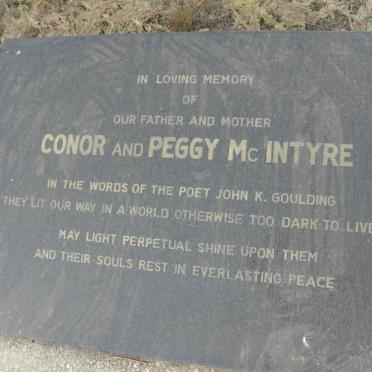 IN LOVING MEMORY
OF
OUR FATHER AND MOTHER
CONOR AND PEGGY Mc INTYRE
IN THE WORDS OF THE POET JOHN K. GOULDING
'THEY LIT OUR WAY IN A WORLD OTHERWISE TOO DARK TO LIVE
MAY LIGHT PERPETUAL SHINE UPON THEM
AND THEIR SOULS REST IN EVERLASTING PEACE